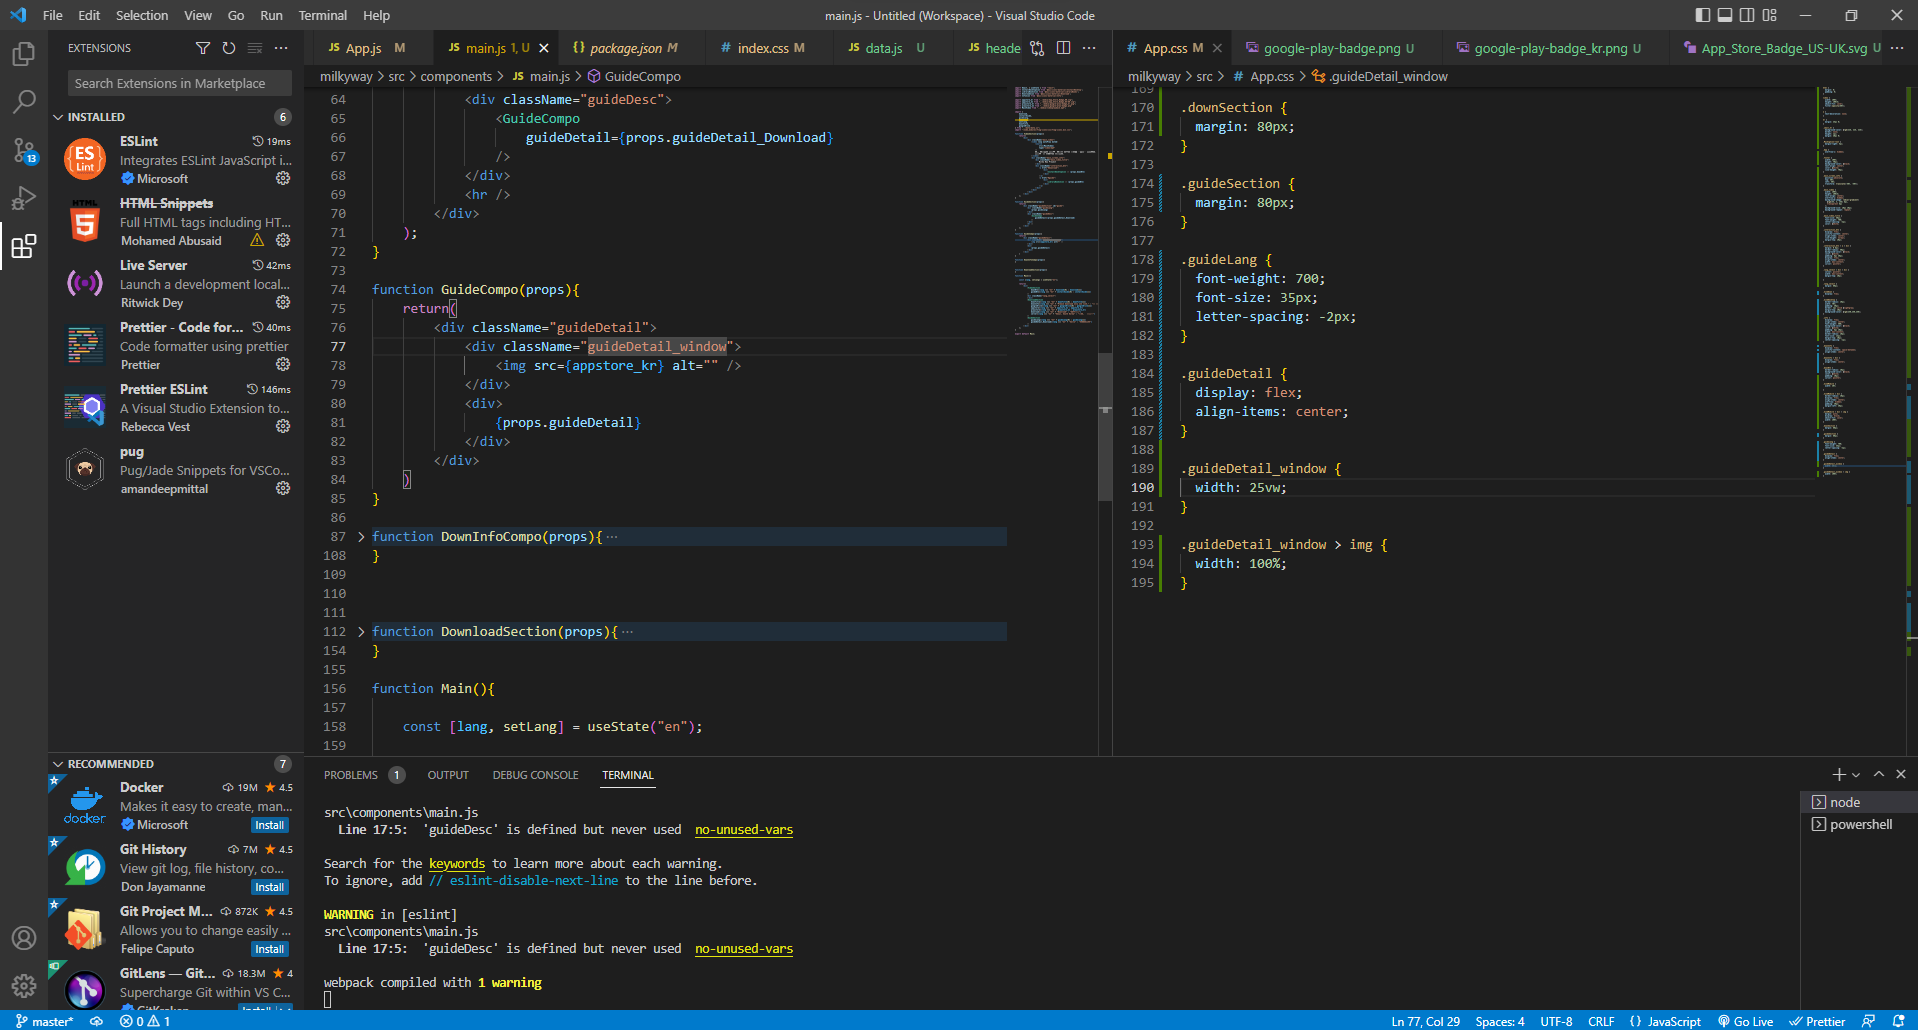 File Edit Selection View Go Run Terminal Help
main.js - Untitled (Workspace) - Visual Studio Code
EXTENSIONS
Search Extensions in Marketplace
INSTALLED 6
ESLint 19ms
Integrates ESLint JavaScript i...
Microsoft
HTML Snippets
Full HTML tags including HT...
Mohamed Abusaid
Live Server 42ms
Launch a development local...
Ritwick Dey
Prettier - Code for... 40ms
Code formatter using prettier
Prettier
Prettier ESLint 146ms
A Visual Studio Extension to...
Rebecca Vest
pug
Pug/Jade Snippets for VSCo...
amandeepmittal
RECOMMENDED 7
Docker 19M 4.5
Makes it easy to create, man...
Microsoft Install
Git History 7M 4.5
View git log, file history, co...
Don Jayamanne Install
Git Project M... 872K 4.5
Allows you to change easily ...
Felipe Caputo Install
GitLens — Git... 18.3M 4
Supercharge Git within VS C...
GitKraken Install
13
ES Lint
HTML
docker
App.js M
main.js 1, U
package.json M
index.css M
data.js U
heade
milkyway > src > components > main.js > GuideCompo
64 <div className="guideDesc">
65 <GuideCompo
66 guideDetail={props.guideDetail_Download}
67 />
68 </div>
69 <hr />
70 </div>
71 );
72 }
73
74 function GuideCompo(props){
75 return(
76 <div className="guideDetail">
77 <div className="guideDetail_window">
78 <img src={appstore_kr} alt="" />
79 </div>
80 <div>
81 {props.guideDetail}
82 </div>
83 </div>
84 )
85 }
86
87 function DownInfoCompo(props){ ···
108 }
109
110
111
112 function DownloadSection(props){ ···
154 }
155
156 function Main(){
157
158 const [lang, setLang] = useState("en");
159
App.css M
google-play-badge.png U
google-play-badge_kr.png U
App_Store_Badge_US-UK.svg U
milkyway > src > # App.css > .guideDetail_window
169
170 .downSection {
171 margin: 80px;
172 }
173
174 .guideSection {
175 margin: 80px;
176 }
177
178 .guideLang {
179 font-weight: 700;
180 font-size: 35px;
181 letter-spacing: -2px;
182 }
183
184 .guideDetail {
185 display: flex;
186 align-items: center;
187 }
188
189 .guideDetail_window {
190 width: 25vw;
191 }
192
193 .guideDetail_window > img {
194 width: 100%;
195 }
PROBLEMS 1 OUTPUT DEBUG CONSOLE TERMINAL
src\components\main.js
Line 17:5: 'guideDesc' is defined but never used no-unused-vars
Search for the keywords to learn more about each warning.
To ignore, add // eslint-disable-next-line to the line before.
WARNING in [eslint]
src\components\main.js
Line 17:5: 'guideDesc' is defined but never used no-unused-vars
webpack compiled with 1 warning
node
powershell
master* 0 1
Ln 77, Col 29 Spaces: 4 UTF-8 CRLF {} JavaScript Go Live Prettier